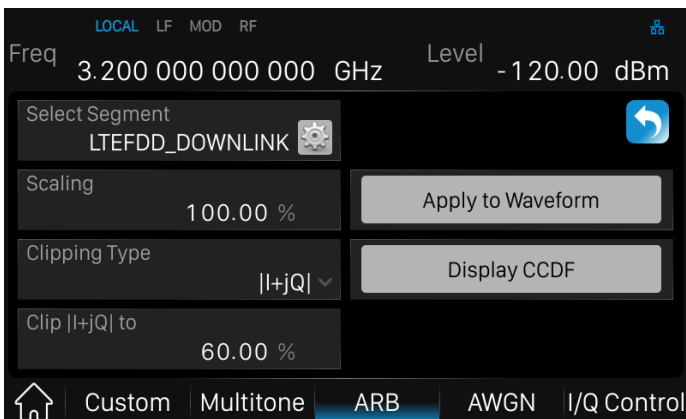 LOCAL LF MOD RF
Freq 3.200 000 000 000 GHz Level -120.00 dBm
Select Segment
LTEFDD_DOWNLINK
Scaling
100.00 %
Apply to Waveform
Clipping Type
|I+jQ|
Display CCDF
Clip |I+jQ| to
60.00 %
Custom Multitone ARB AWGN I/Q Control